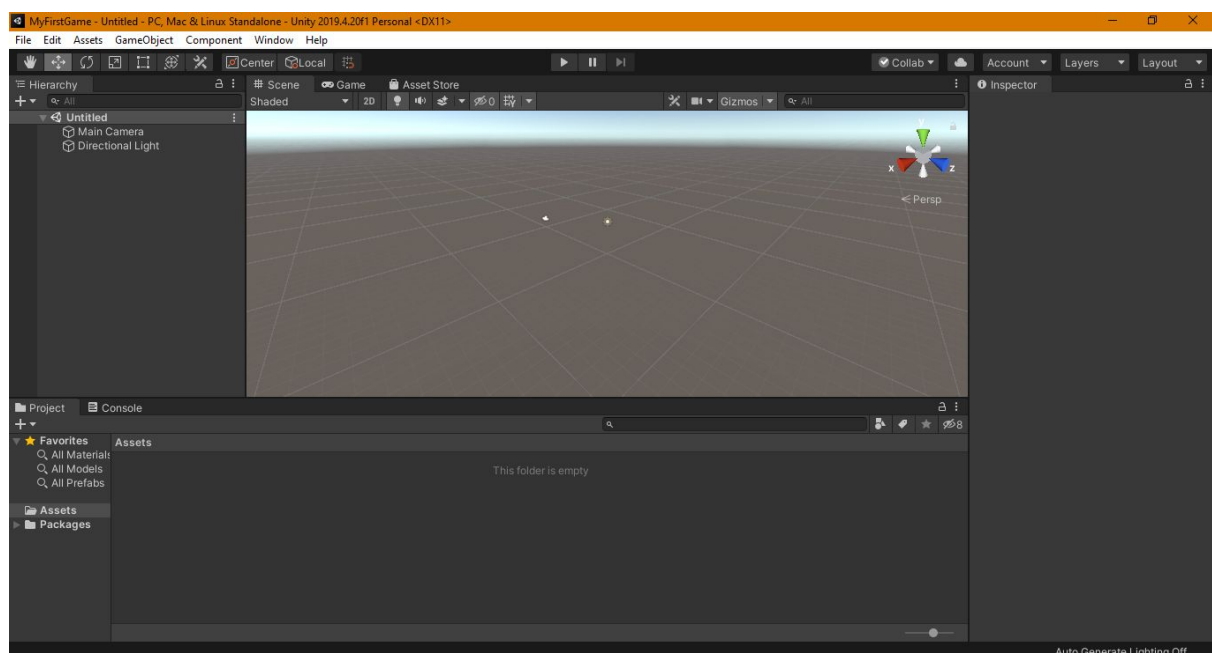 MyFirstGame - Untitled - PC, Mac & Linux Standalone - Unity 2019.4.20f1 Personal <DX11>
File Edit Assets GameObject Component Window Help
Center Local Collab Account Layers Layout
Hierarchy # Scene Game Asset Store Inspector
All Shaded 2D 0 Gizmos All
Untitled
Main Camera
Directional Light
y
x z
Persp
Project Console
8
Favorites Assets
All Materials
All Models This folder is empty
All Prefabs
Assets
Packages
Auto Generate Lighting Off